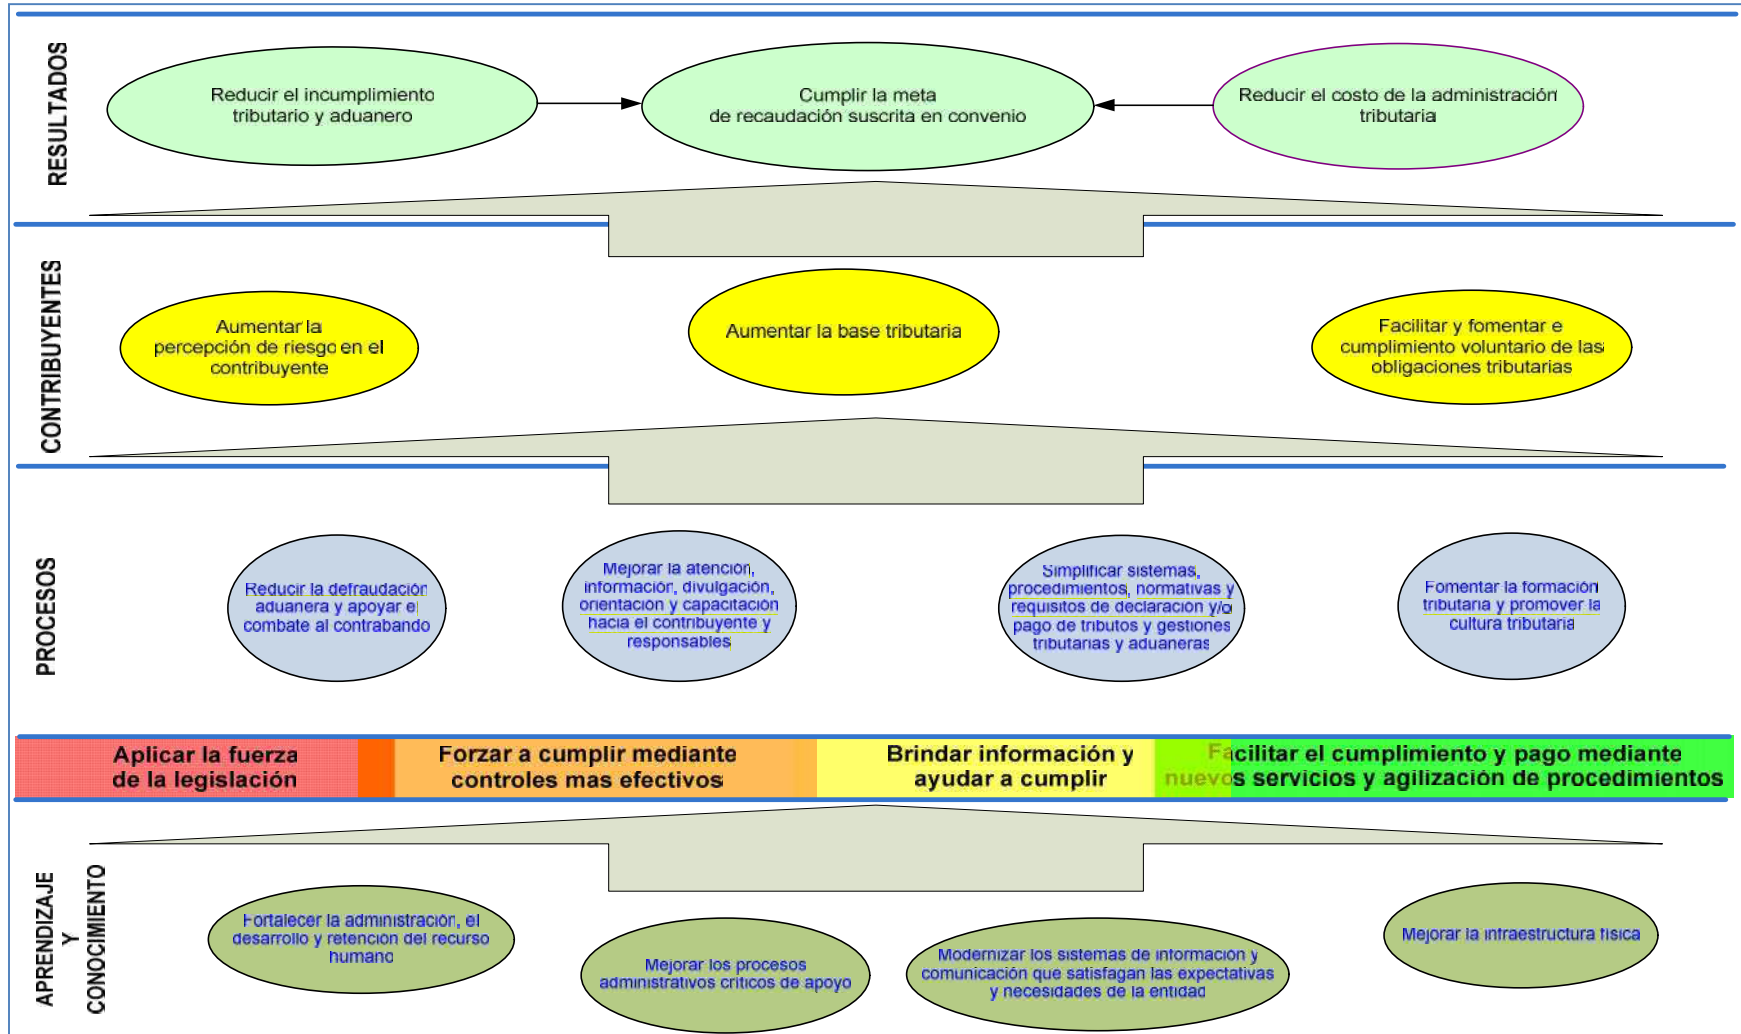 RESULTADOS
Reducir el incumplimiento
tributario y aduanero
Cumplir la meta
de recaudación suscrita en convenio
Reducir el costo de la administración
tributaria
CONTRIBUYENTES
Aumentar la
percepción de riesgo en el
contribuyente
Aumentar la base tributaria
Facilitar y fomentar e
cumplimiento voluntario de las
obligaciones tributarias
PROCESOS
Reducir la defraudación
aduanera y apoyar el
combate al contrabando
Mejorar la atención,
información, divulgación,
orientación y capacitación
hacia el contribuyente y
responsables
Simplificar sistemas,
procedimientos, normativas y
requisitos de declaración y/o
pago de tributos y gestiones
tributarias y aduaneras
Fomentar la formación
tributaria y promover la
cultura tributaria
Aplicar la fuerza
de la legislación
Forzar a cumplir mediante
controles mas efectivos
Brindar información y
ayudar a cumplir
Facilitar el cumplimiento y pago mediante
nuevos servicios y agilización de procedimientos
APRENDIZAJE
Y
CONOCIMIENTO
Fortalecer la administración, el
desarrollo y retención del recurso
humano
Mejorar los procesos
administrativos críticos de apoyo
Modernizar los sistemas de información y
comunicación que satisfagan las expectativas
y necesidades de la entidad
Mejorar la infraestructura física